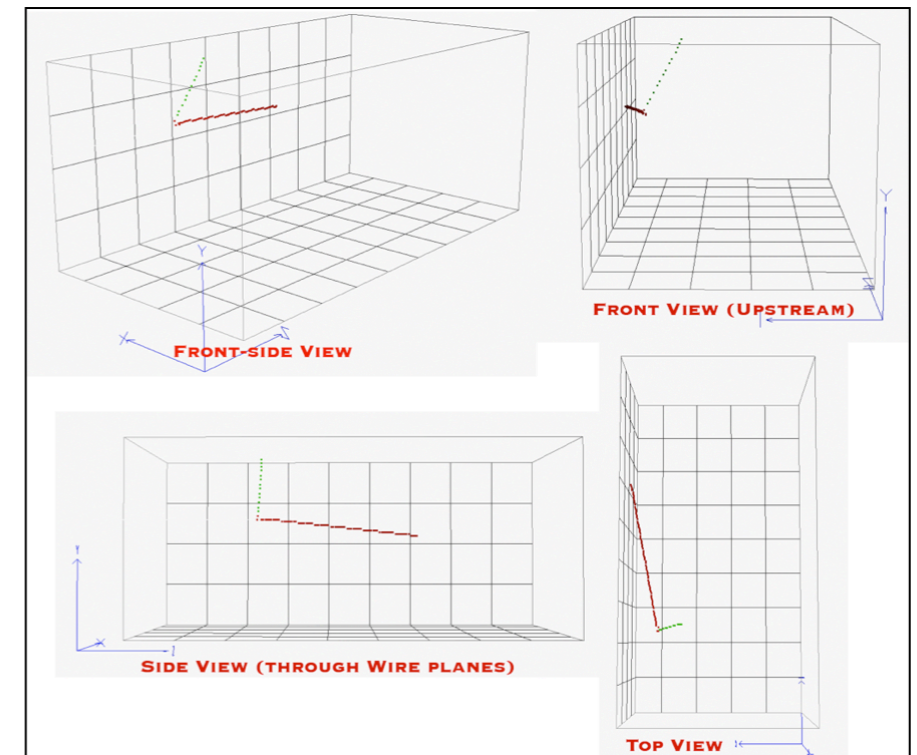 Y
X
Z
FRONT-SIDE VIEW
Y
FRONT VIEW (UPSTREAM)
Y
X
SIDE VIEW (THROUGH WIRE PLANES)
TOP VIEW